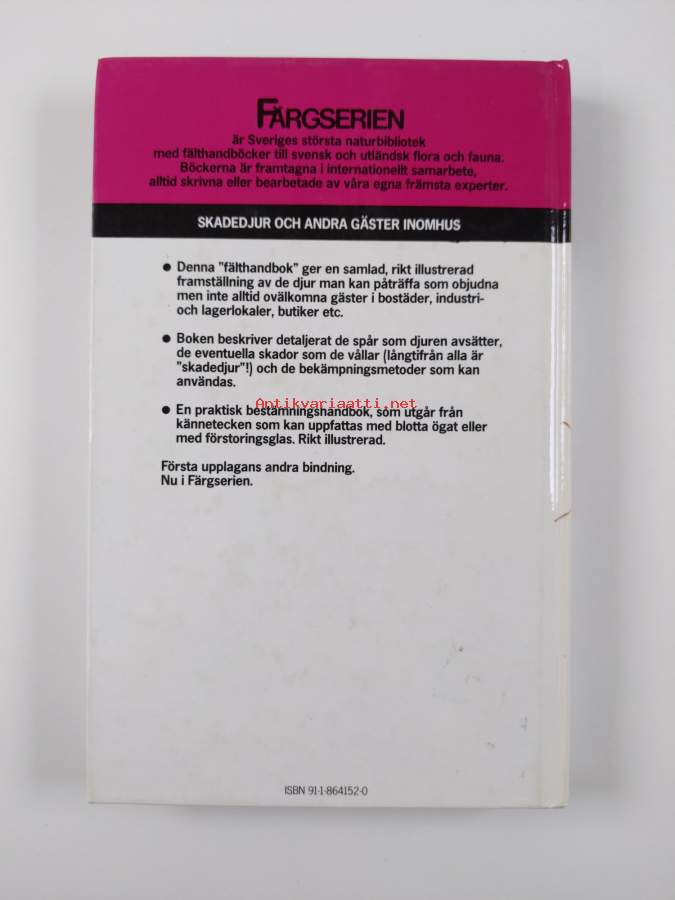 FÄRGSERIEN
är Sveriges största naturbibliotek
med fälthandböcker till svensk och utländsk flora och fauna.
Böckerna är framtagna i internationellt samarbete,
alltid skrivna eller bearbetade av våra egna främsta experter.
SKADEDJUR OCH ANDRA GÄSTER INOMHUS
● Denna "fälthandbok" ger en samlad, rikt illustrerad
framställning av de djur man kan påträffa som objudna
men inte alltid ovälkomna gäster i bostäder, industri-
och lagerlokaler, butiker etc.
● Boken beskriver detaljerat de spår som djuren avsätter,
de eventuella skador som de vållar (långtifrån alla är
"skadedjur"!) och de bekämpningsmetoder som kan
användas.
Antikvariaatti.net
● En praktisk bestämningshandbok, som utgår från
kännetecken som kan uppfattas med blotta ögat eller
med förstoringsglas. Rikt illustrerad.
Första upplagans andra bindning.
Nu i Färgserien.
ISBN 91-1-864152-0